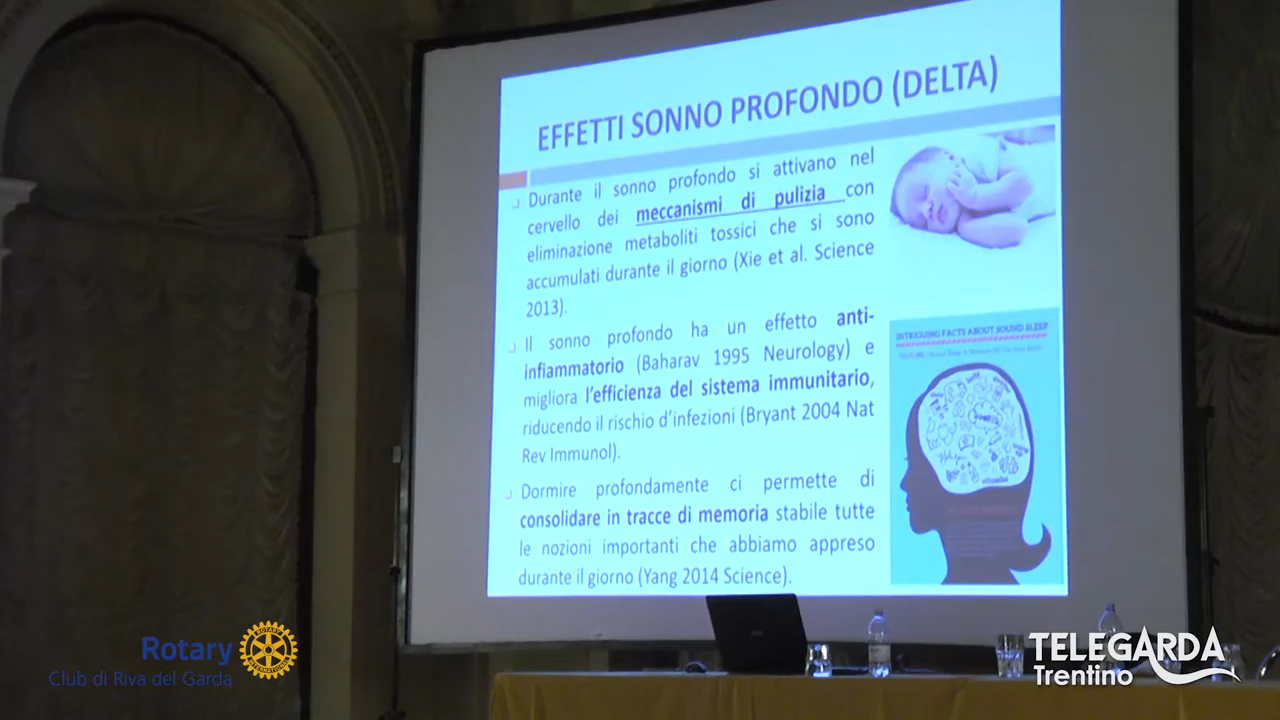 EFFETTI SONNO PROFONDO (DELTA)
Durante il sonno profondo si attivano nel
cervello dei meccanismi di pulizia con
eliminazione metaboliti tossici che si sono
accumulati durante il giorno (Xie et al. Science
2013).
Il sonno profondo ha un effetto anti-
infiammatorio (Baharav 1995 Neurology) e
migliora l'efficienza del sistema immunitario,
riducendo il rischio d'infezioni (Bryant 2004 Nat
Rev Immunol).
Dormire profondamente ci permette di
consolidare in tracce di memoria stabile tutte
le nozioni importanti che abbiamo appreso
durante il giorno (Yang 2014 Science).
INTRIGUING FACTS ABOUT SOUND SLEEP
Rotary
Club di Riva del Garda
TELEGARDA
Trentino